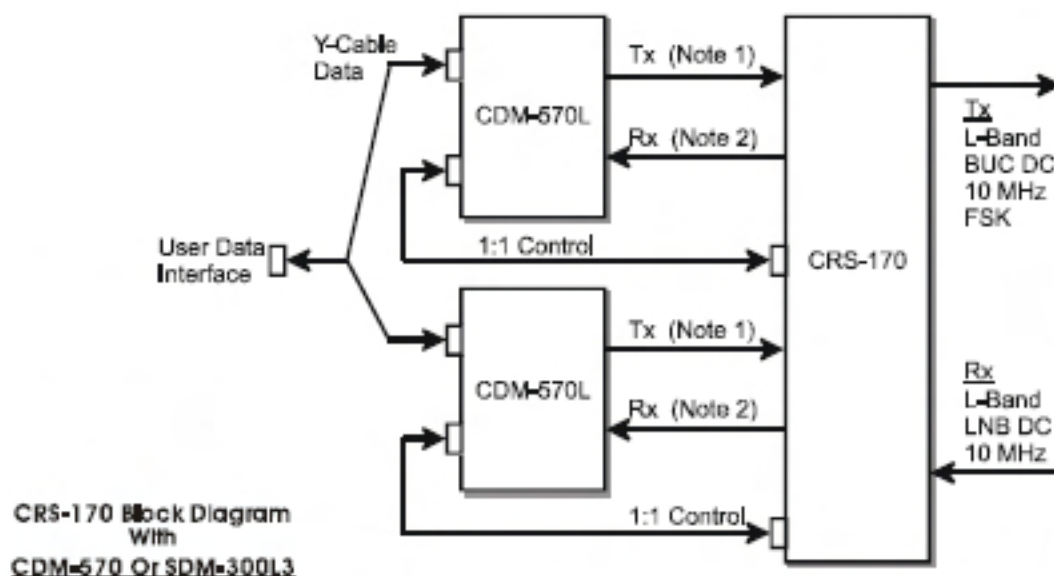 Y-Cable
Data
CDM-570L
Tx (Note 1)
Rx (Note 2)
1:1 Control
User Data
Interface
CDM-570L
Tx (Note 1)
Rx (Note 2)
1:1 Control
CRS-170
Tx
L-Band
BUC DC
10 MHz
FSK
Rx
L-Band
LNB DC
10 MHz
CRS-170 Block Diagram
With
CDM-570 Or SDM-300L3